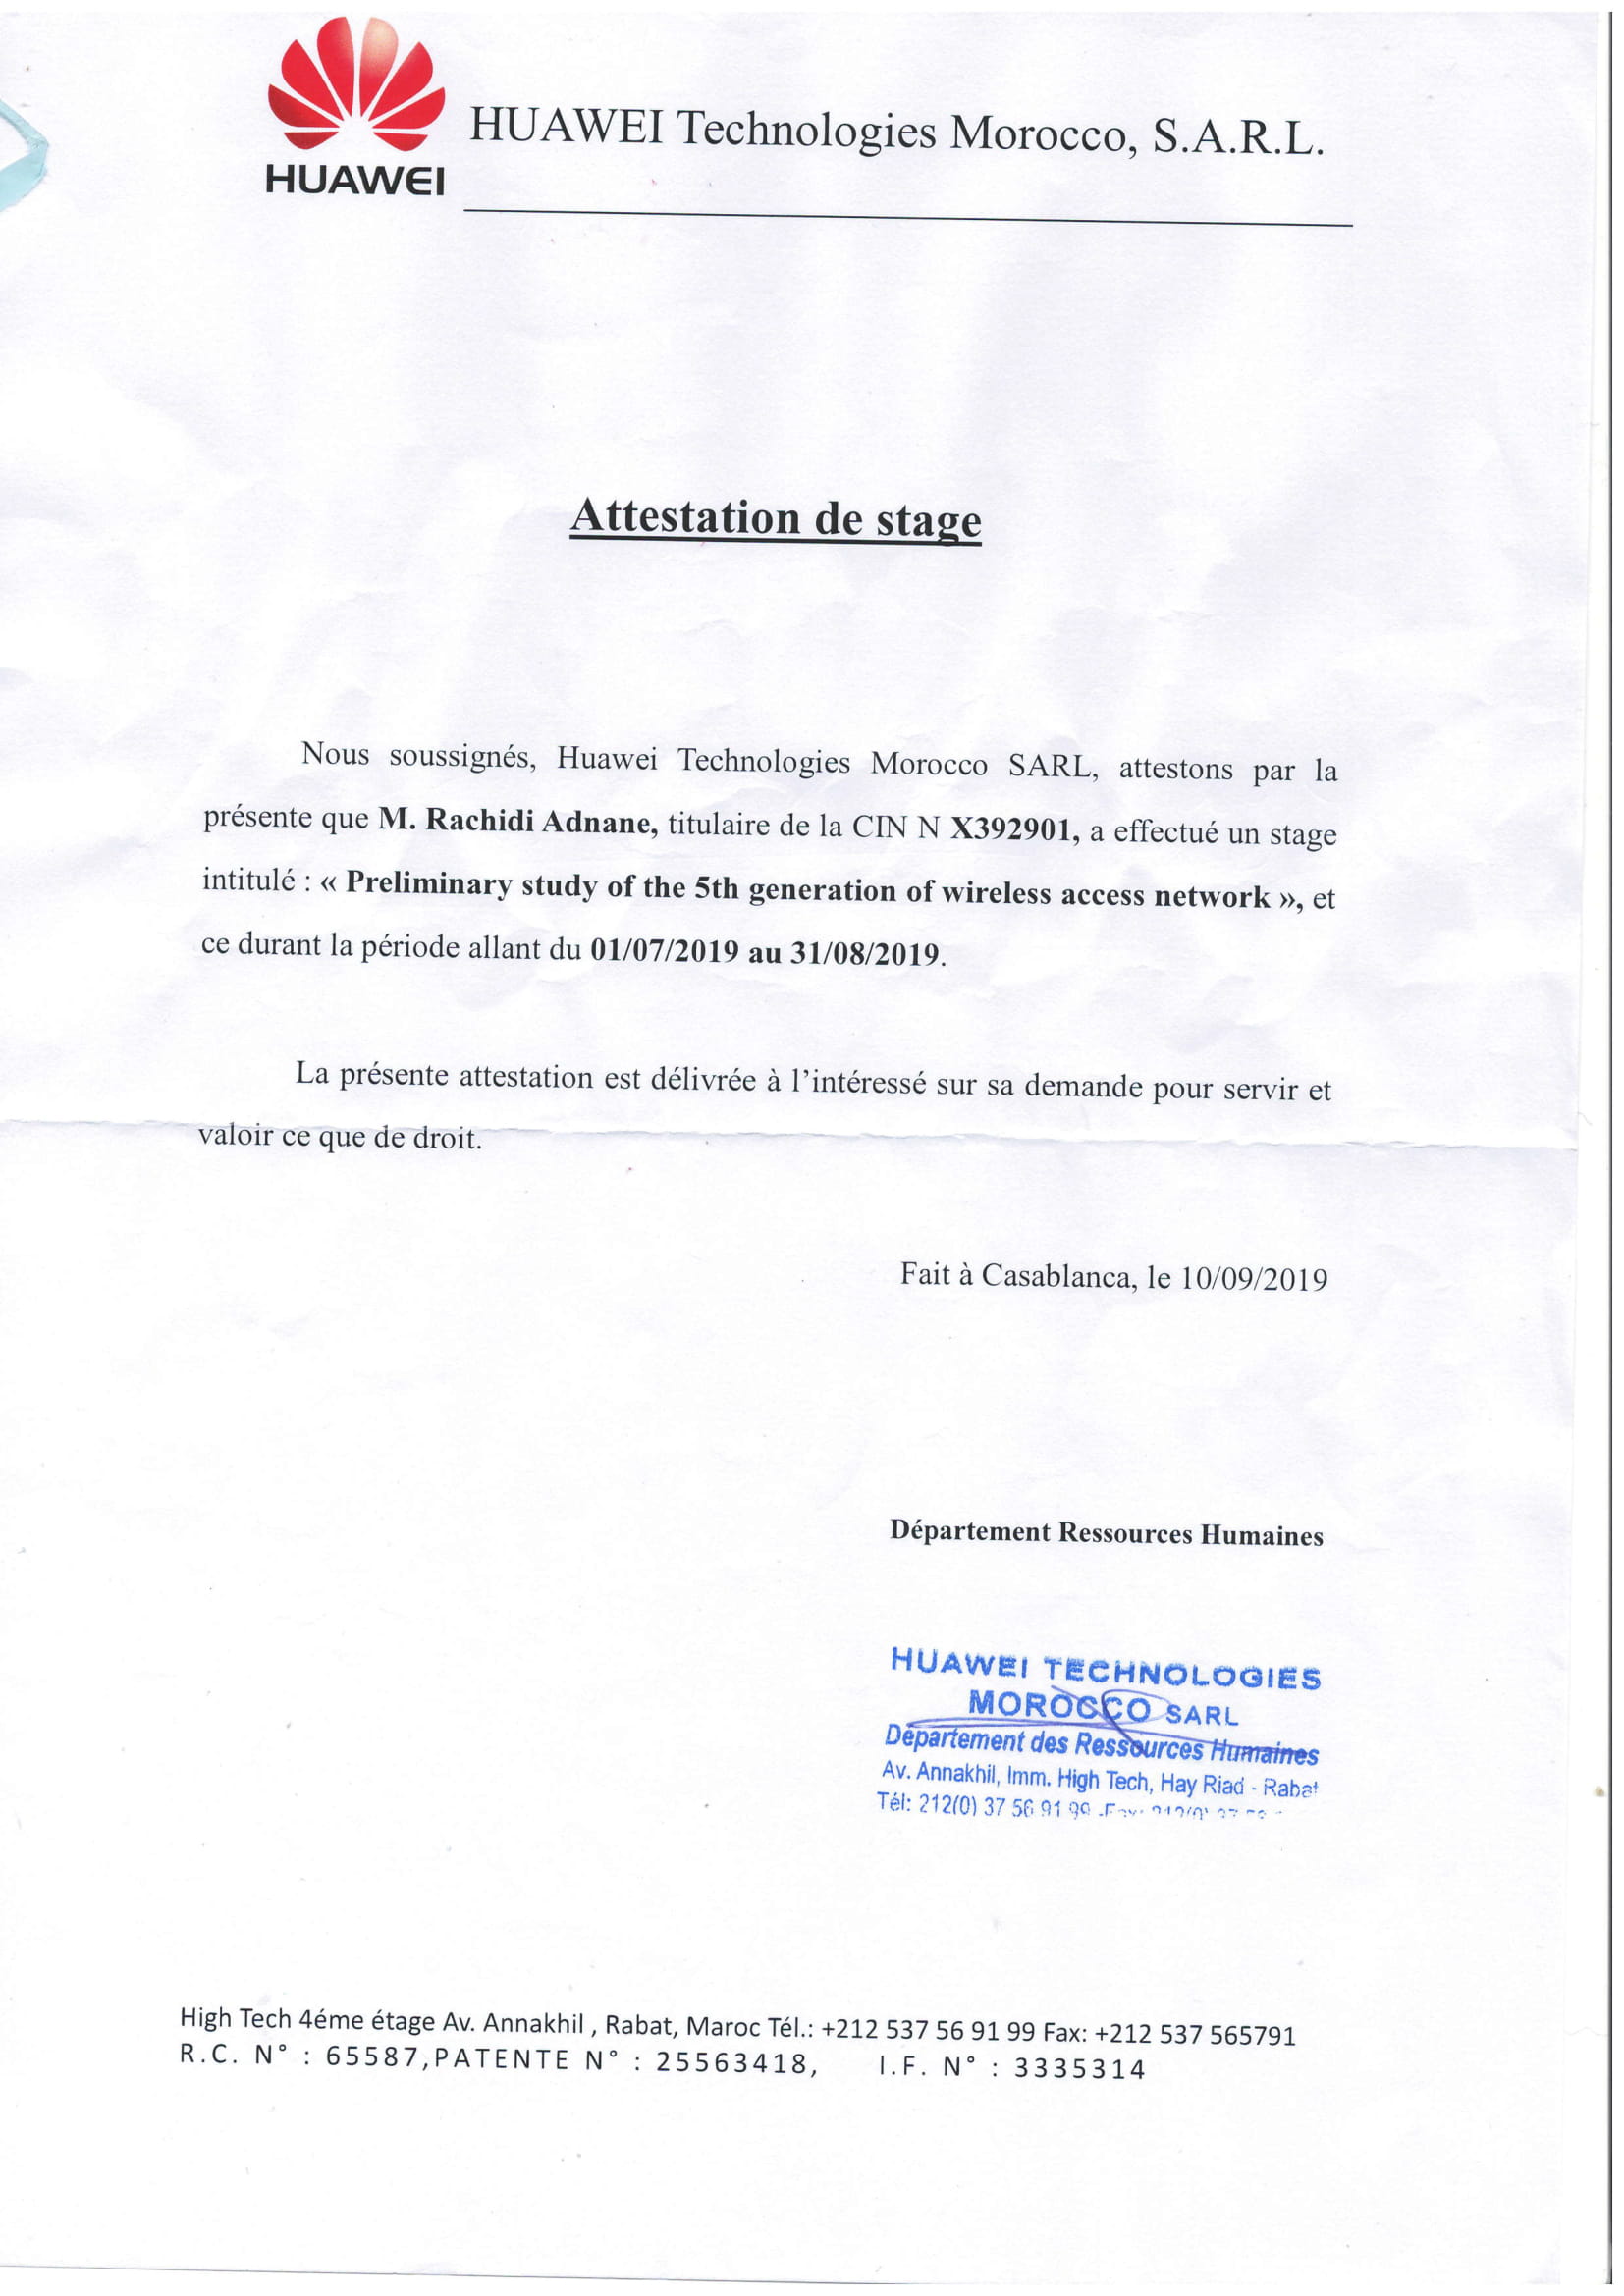 HUAWEI
HUAWEI Technologies Morocco, S.A.R.L.
Attestation de stage
Nous soussignés, Huawei Technologies Morocco SARL, attestons par la
présente que M. Rachidi Adnane, titulaire de la CIN N X392901, a effectué un stage
intitulé : « Preliminary study of the 5th generation of wireless access network », et
ce durant la période allant du 01/07/2019 au 31/08/2019.
La présente attestation est délivrée à l’intéressé sur sa demande pour servir et
valoir ce que de droit.
Fait à Casablanca, le 10/09/2019
Département Ressources Humaines
HUAWEI TECHNOLOGIES
MOROCCO SARL
Département des Ressources Humaines
Av. Annakhil, Imm. High Tech, Hay Riad - Rabat
Tél: 212(0) 37 56 91 99
High Tech 4éme étage Av. Annakhil , Rabat, Maroc Tél.: +212 537 56 91 99 Fax: +212 537 565791
R.C. N° : 65587,PATENTE N° : 25563418, I.F. N° : 3335314